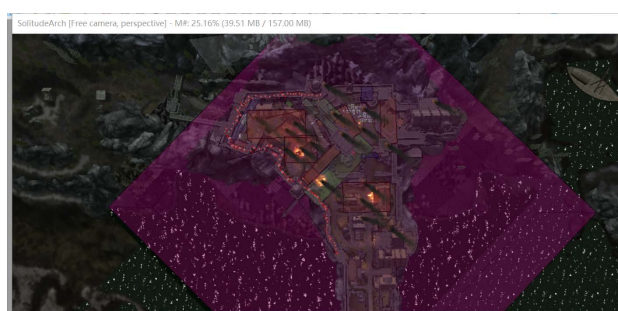 SolitudeArch [Free camera, perspective] - M#: 25.16% (39.51 MB / 157.00 MB)